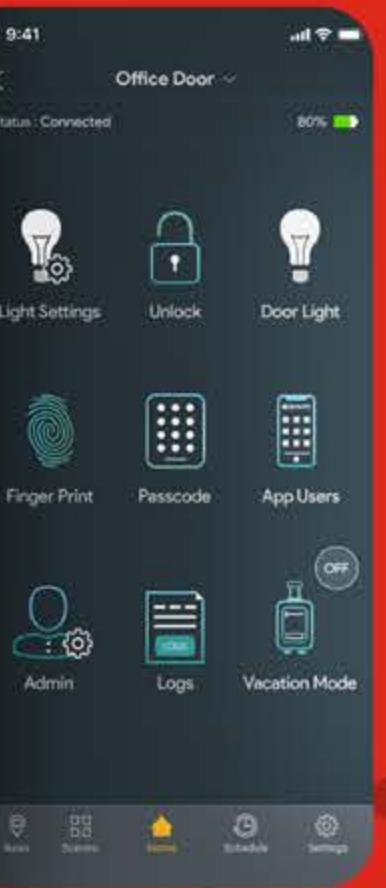 9:41
Office Door
Status : Connected
80%
Light Settings
Unlock
Door Light
Finger Print
Passcode
App Users
OFF
Admin
Logs
Vacation Mode
Scenes
Home
Schedule
Settings